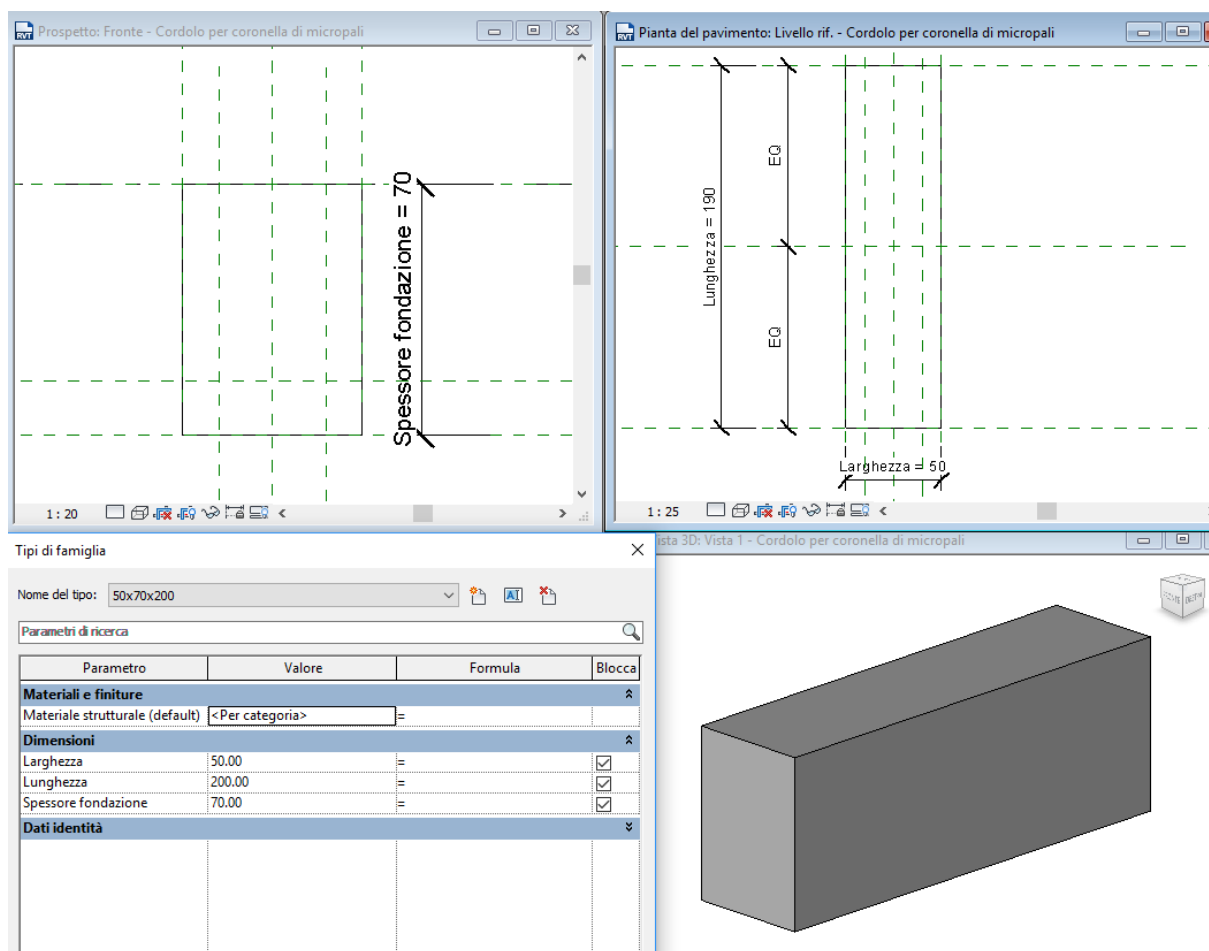 Prospetto: Fronte - Cordolo per coronella di micropali
Spessore fondazione = 70
1 : 20
Pianta del pavimento: Livello rif. - Cordolo per coronella di micropali
Lunghezza = 190
EQ
EQ
Larghezza = 50
1 : 25
Tipi di famiglia
Nome del tipo: 50x70x200
Parametri di ricerca
Parametro Valore Formula Blocca
Materiali e finiture
Materiale strutturale (default) <Per categoria> =
Dimensioni
Larghezza 50.00 =
Lunghezza 200.00 =
Spessore fondazione 70.00 =
Dati identità
ista 3D: Vista 1 - Cordolo per coronella di micropali